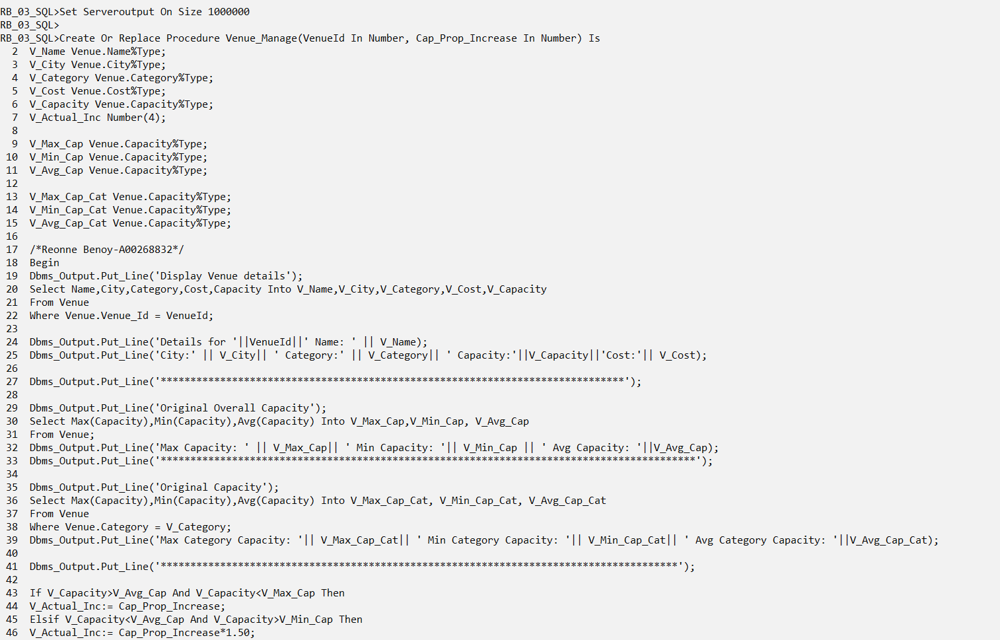 RB_03_SQL>Set Serveroutput On Size 1000000
RB_03_SQL>
RB_03_SQL>Create Or Replace Procedure Venue_Manage(VenueId In Number, Cap_Prop_Increase In Number) Is
2 V_Name Venue.Name%Type;
3 V_City Venue.City%Type;
4 V_Category Venue.Category%Type;
5 V_Cost Venue.Cost%Type;
6 V_Capacity Venue.Capacity%Type;
7 V_Actual_Inc Number(4);
8
9 V_Max_Cap Venue.Capacity%Type;
10 V_Min_Cap Venue.Capacity%Type;
11 V_Avg_Cap Venue.Capacity%Type;
12
13 V_Max_Cap_Cat Venue.Capacity%Type;
14 V_Min_Cap_Cat Venue.Capacity%Type;
15 V_Avg_Cap_Cat Venue.Capacity%Type;
16
17 /*Reonne Benoy-A00268832*/
18 Begin
19 Dbms_Output.Put_Line('Display Venue details');
20 Select Name,City,Category,Cost,Capacity Into V_Name,V_City,V_Category,V_Cost,V_Capacity
21 From Venue
22 Where Venue.Venue_Id = VenueId;
23
24 Dbms_Output.Put_Line('Details for '||VenueId||' Name: ' || V_Name);
25 Dbms_Output.Put_Line('City:' || V_City|| ' Category:' || V_Category|| ' Capacity:'||V_Capacity||'Cost:'|| V_Cost);
26
27 Dbms_Output.Put_Line('******************************************************************************');
28
29 Dbms_Output.Put_Line('Original Overall Capacity');
30 Select Max(Capacity),Min(Capacity),Avg(Capacity) Into V_Max_Cap,V_Min_Cap, V_Avg_Cap
31 From Venue;
32 Dbms_Output.Put_Line('Max Capacity: ' || V_Max_Cap|| ' Min Capacity: '|| V_Min_Cap || ' Avg Capacity: '||V_Avg_Cap);
33 Dbms_Output.Put_Line('******************************************************************************************');
34
35 Dbms_Output.Put_Line('Original Capacity');
36 Select Max(Capacity),Min(Capacity),Avg(Capacity) Into V_Max_Cap_Cat, V_Min_Cap_Cat, V_Avg_Cap_Cat
37 From Venue
38 Where Venue.Category = V_Category;
39 Dbms_Output.Put_Line('Max Category Capacity: '|| V_Max_Cap_Cat|| ' Min Category Capacity: '|| V_Min_Cap_Cat|| ' Avg Category Capacity: '||V_Avg_Cap_Cat);
40
41 Dbms_Output.Put_Line('***************************************************************************************');
42
43 If V_Capacity>V_Avg_Cap And V_Capacity<V_Max_Cap Then
44 V_Actual_Inc:= Cap_Prop_Increase;
45 Elsif V_Capacity<V_Avg_Cap And V_Capacity>V_Min_Cap Then
46 V_Actual_Inc:= Cap_Prop_Increase*1.50;